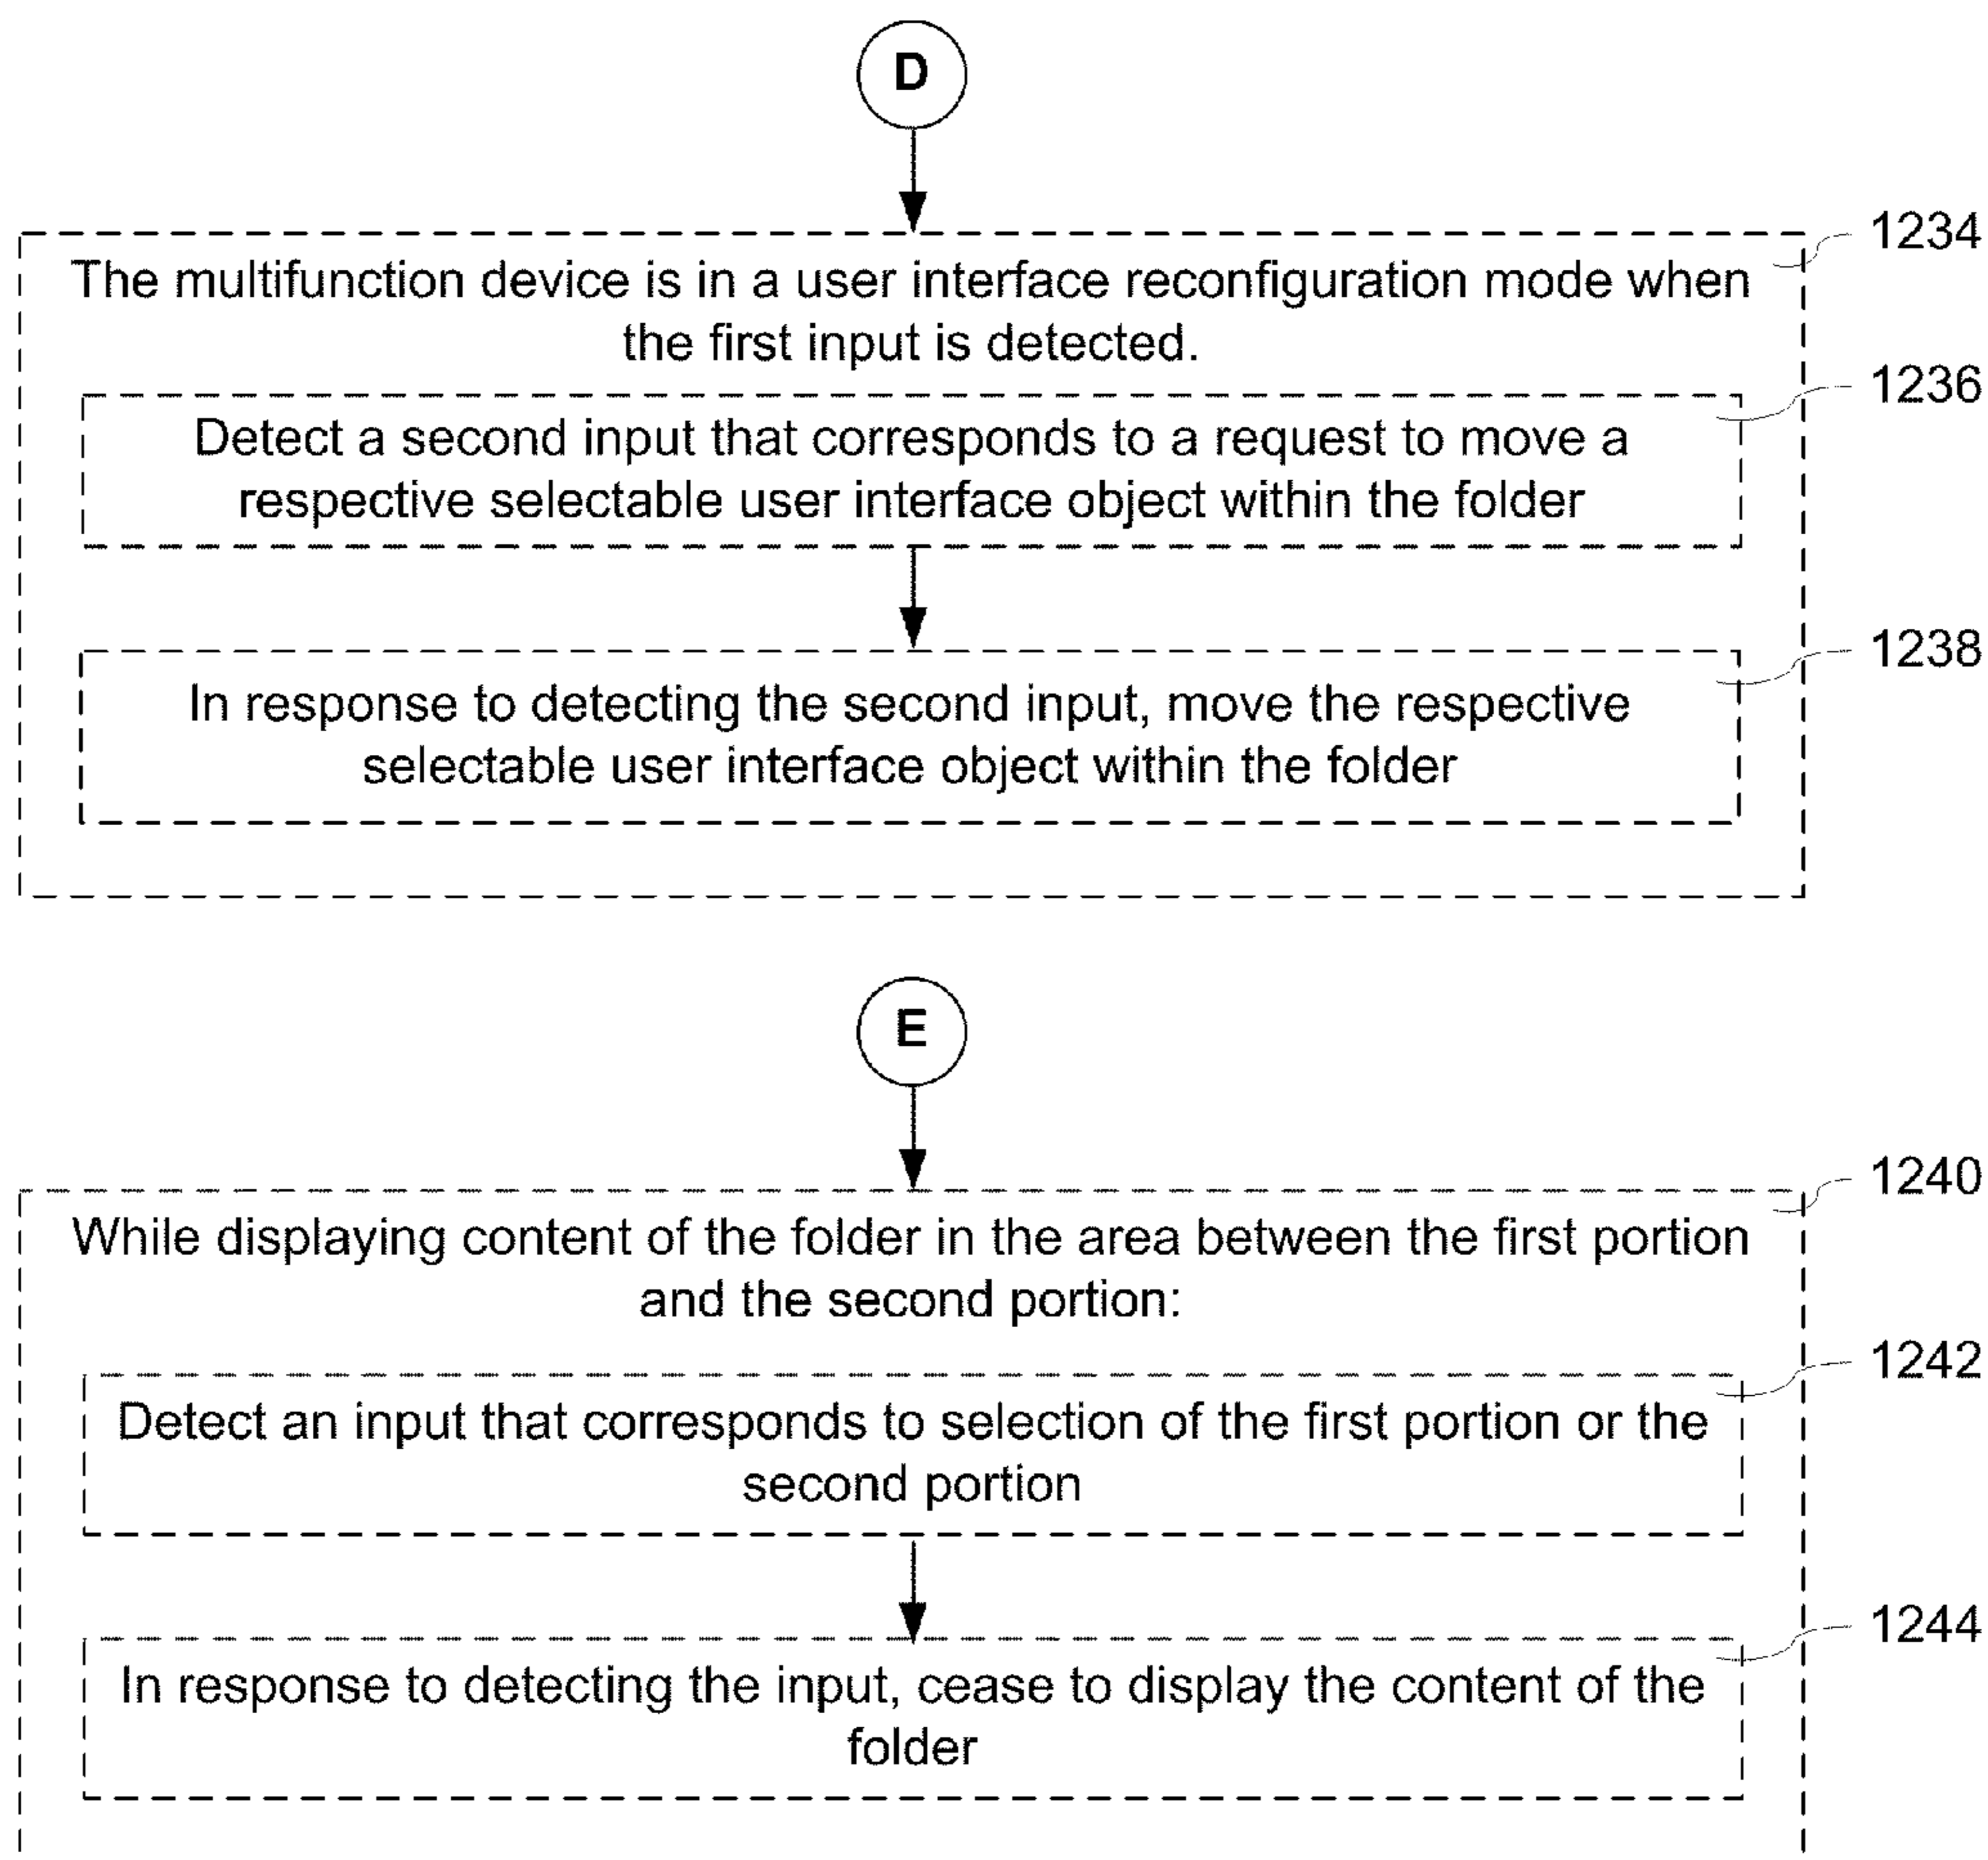 D
1234
The multifunction device is in a user interface reconfiguration mode when
the first input is detected.
1236
Detect a second input that corresponds to a request to move a
respective selectable user interface object within the folder
1238
In response to detecting the second input, move the respective
selectable user interface object within the folder
E
1240
While displaying content of the folder in the area between the first portion
and the second portion:
1242
Detect an input that corresponds to selection of the first portion or the
second portion
1244
In response to detecting the input, cease to display the content of the
folder